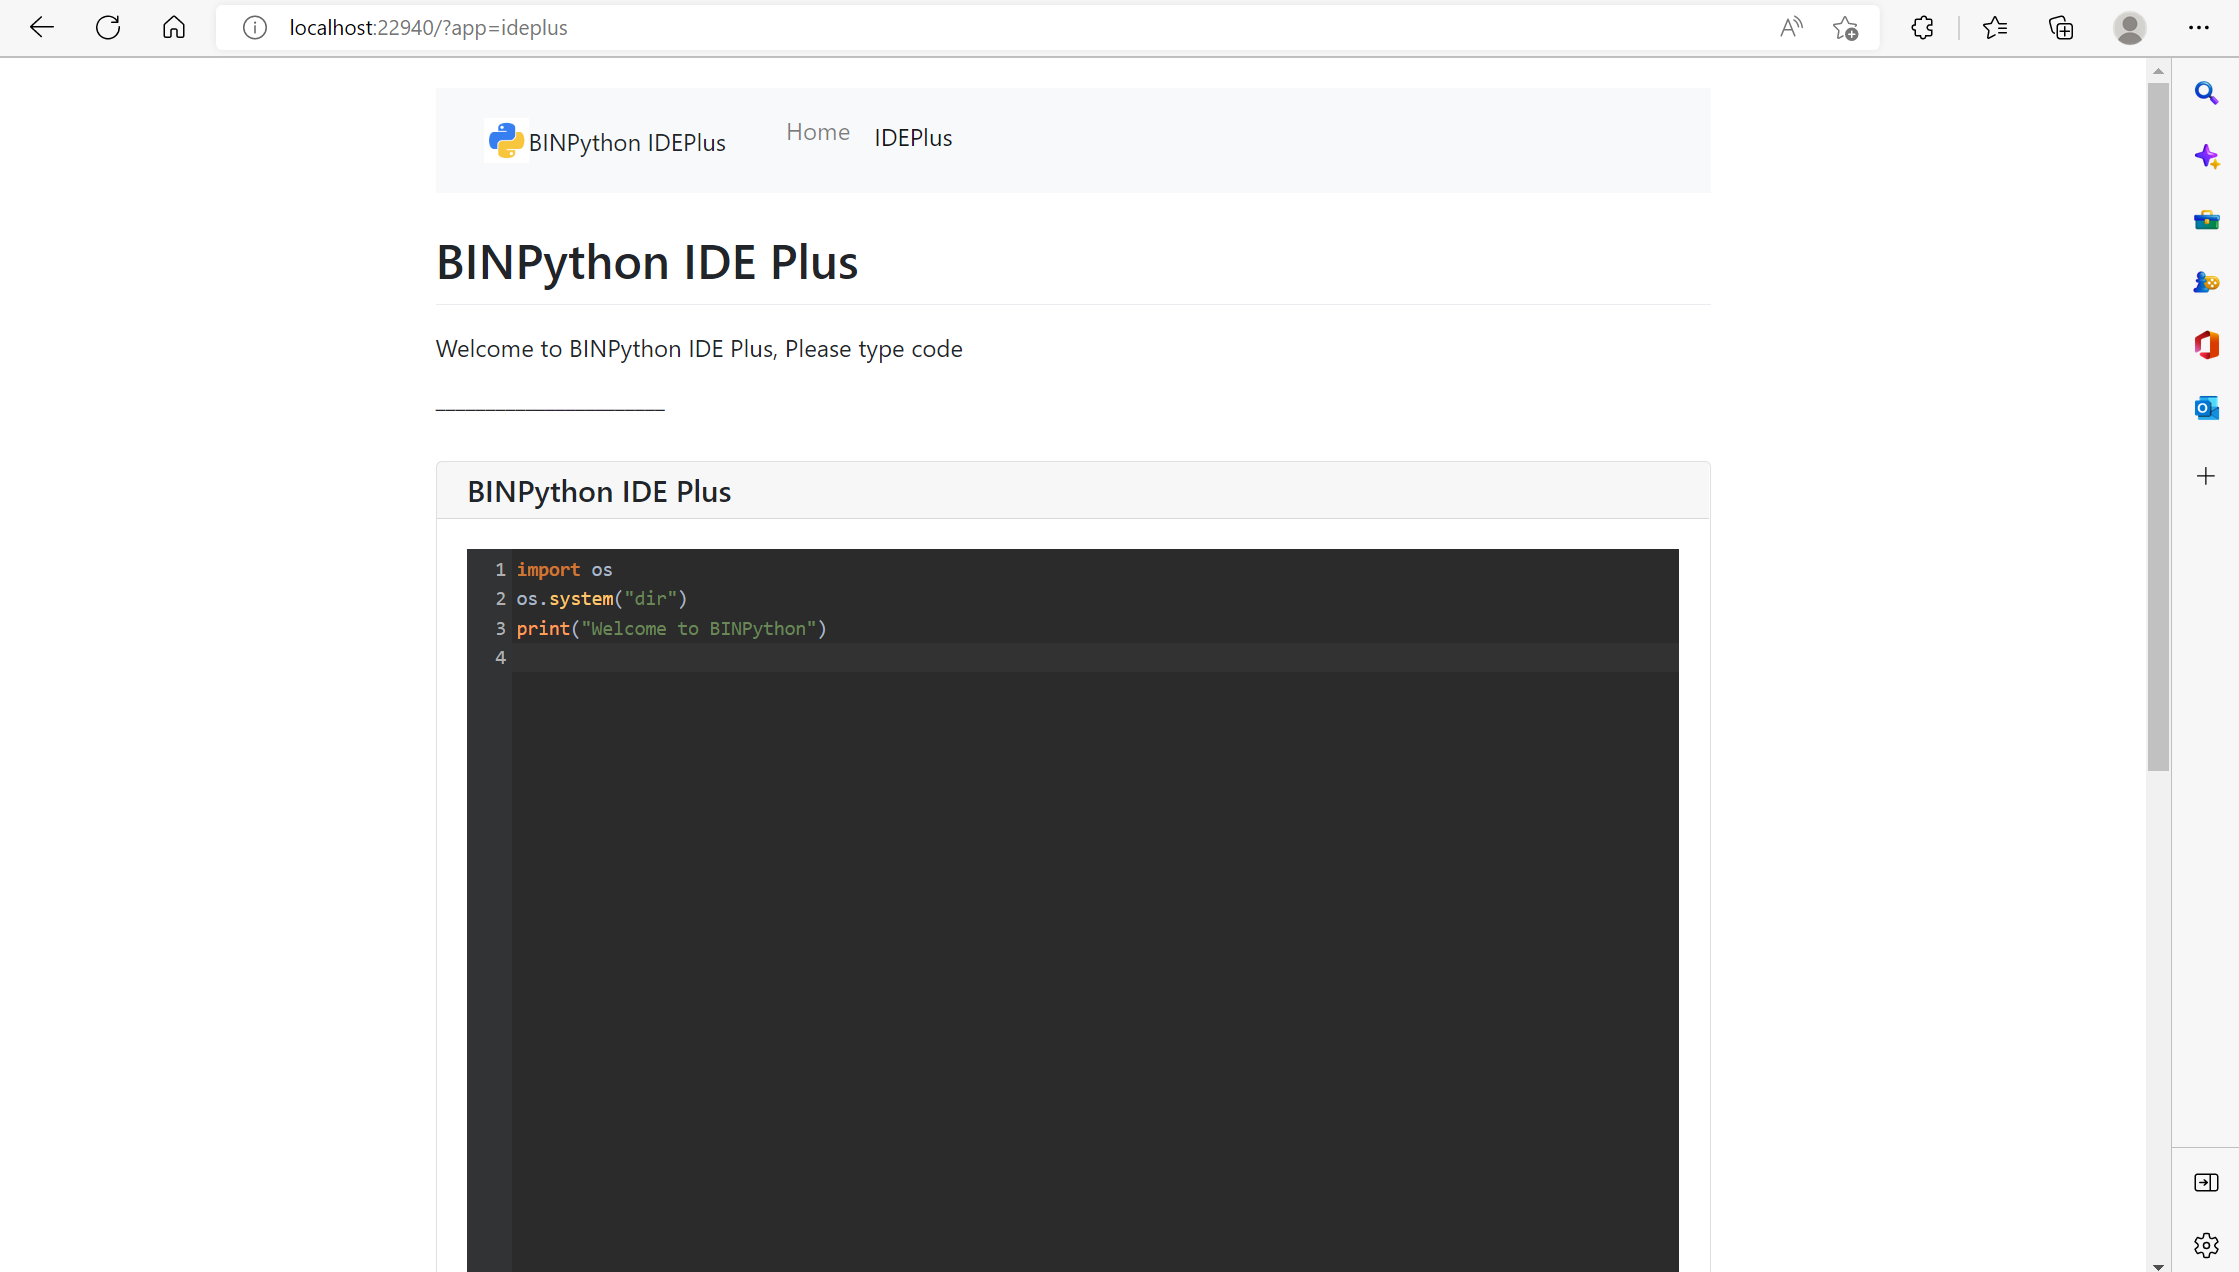 localhost:22940/?app=ideplus
BINPython IDEPlus Home IDEPlus
BINPython IDE Plus
Welcome to BINPython IDE Plus, Please type code
______________________
BINPython IDE Plus
1 import os
2 os.system("dir")
3 print("Welcome to BINPython")
4